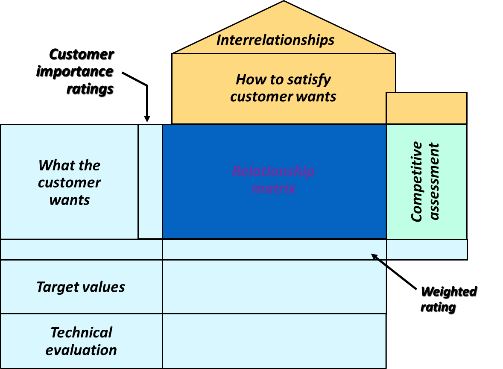 Interrelationships
Customer
importance
ratings
How to satisfy
customer wants
What the
customer
wants
Relationship
matrix
Competitive
assessment
Target values
Weighted
rating
Technical
evaluation